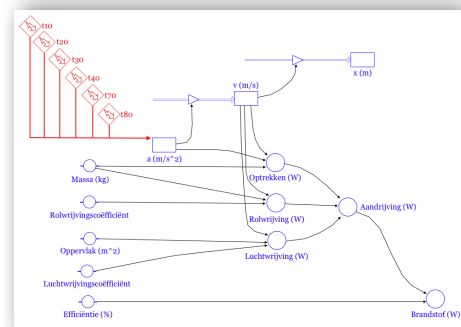 t10
t20
t30
t40
t70
t80
x (m)
v (m/s)
a (m/s^2)
Optrekken (W)
Massa (kg)
Aandrijving (W)
Rolwrijving (W)
Rolwrijvingscoëfficiënt
Oppervlak (m^2)
Luchtwrijving (W)
Luchtwrijvingscoëfficiënt
Efficiëntie (%)
Brandstof (W)